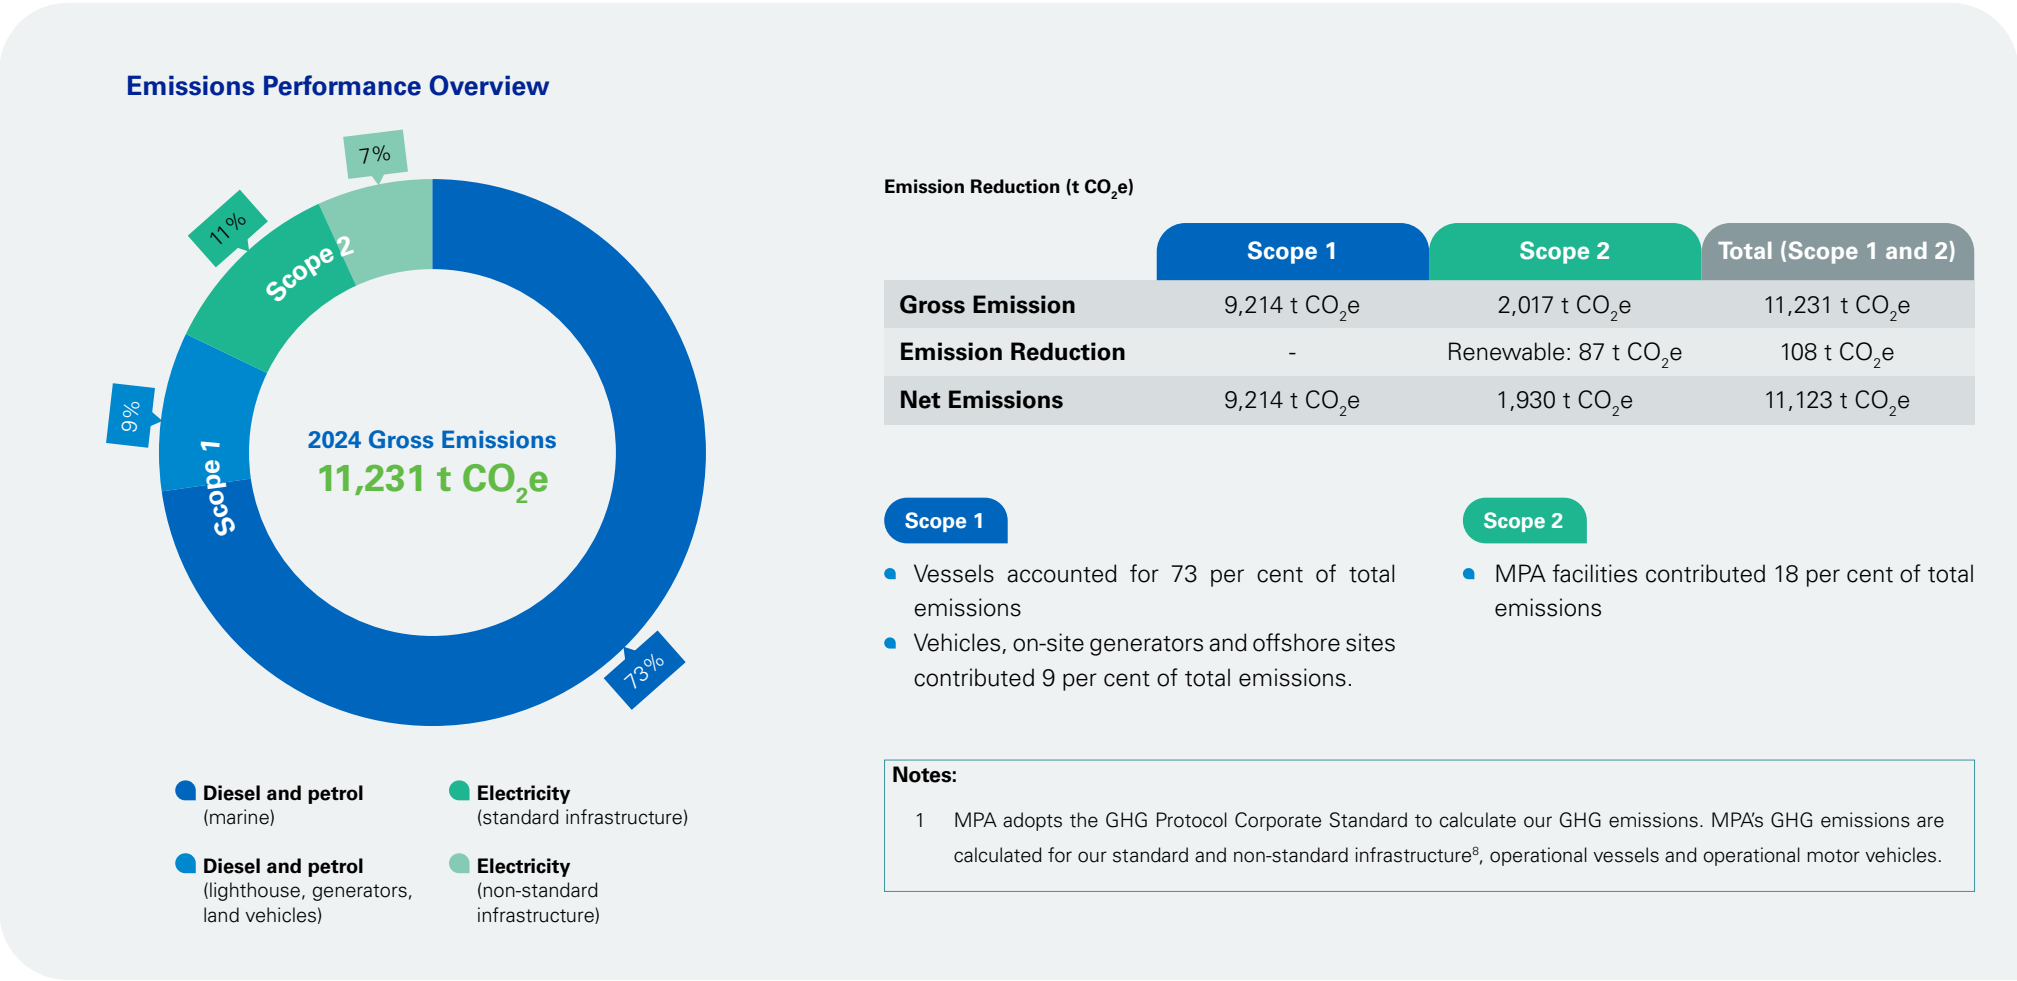 Emissions Performance Overview
7%
11%
Scope 2
9%
Scope 1
73%
2024 Gross Emissions
11,231 t CO2e
Diesel and petrol
(marine)
Diesel and petrol
(lighthouse, generators,
land vehicles)
Electricity
(standard infrastructure)
Electricity
(non-standard
infrastructure)
Emission Reduction (t CO2e)
Scope 1 Scope 2 Total (Scope 1 and 2)
Gross Emission 9,214 t CO2e 2,017 t CO2e 11,231 t CO2e
Emission Reduction - Renewable: 87 t CO2e 108 t CO2e
Net Emissions 9,214 t CO2e 1,930 t CO2e 11,123 t CO2e
Scope 1
Vessels accounted for 73 per cent of total
emissions
Vehicles, on-site generators and offshore sites
contributed 9 per cent of total emissions.
Scope 2
MPA facilities contributed 18 per cent of total
emissions
Notes:
1 MPA adopts the GHG Protocol Corporate Standard to calculate our GHG emissions. MPA's GHG emissions are
calculated for our standard and non-standard infrastructure8, operational vessels and operational motor vehicles.